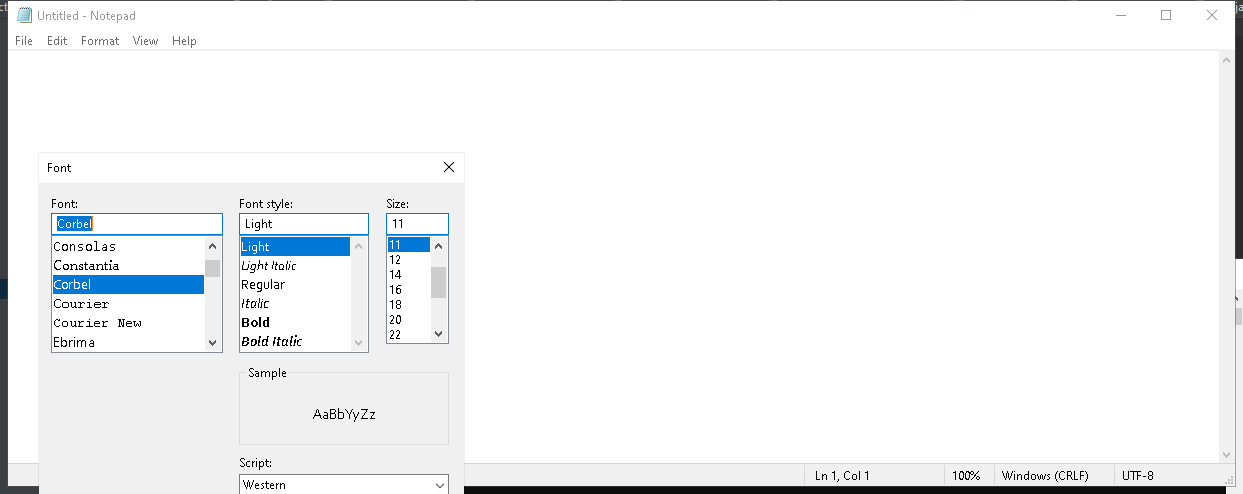 Untitled - Notepad
File Edit Format View Help
Font
Font: Font style: Size:
Corbel Light 11
Consolas Light 11
Constantia Light Italic 12
Corbel Regular 14
Courier Italic 16
Courier New Bold 18
Ebrima Bold Italic 20
22
Sample
AaBbYyZz
Script:
Western
Ln 1, Col 1 100% Windows (CRLF) UTF-8